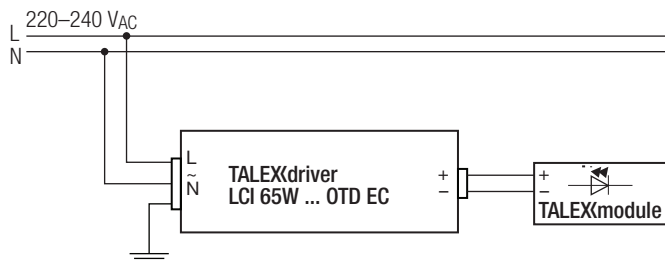 220–240 VAC
L
N
L
~
N
TALEXXdriver
LCI 65W ... OTD EC
+
–
+
–
TALEXXmodule